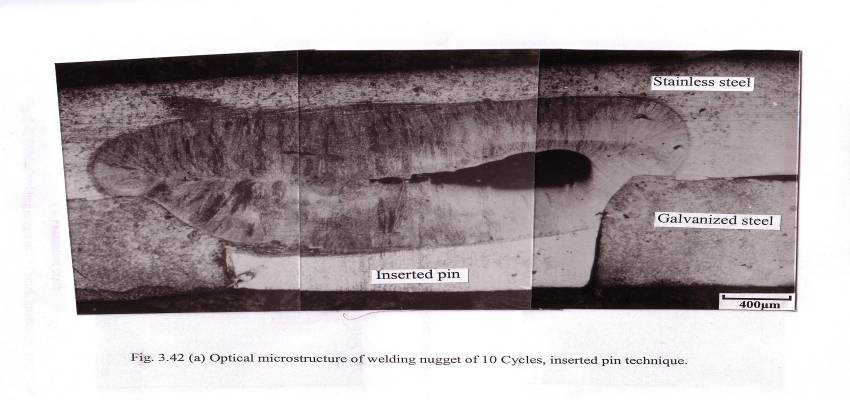 Stainless steel
Galvanized steel
Inserted pin
400µm
Fig. 3.42 (a) Optical microstructure of welding nugget of 10 Cycles, inserted pin technique.